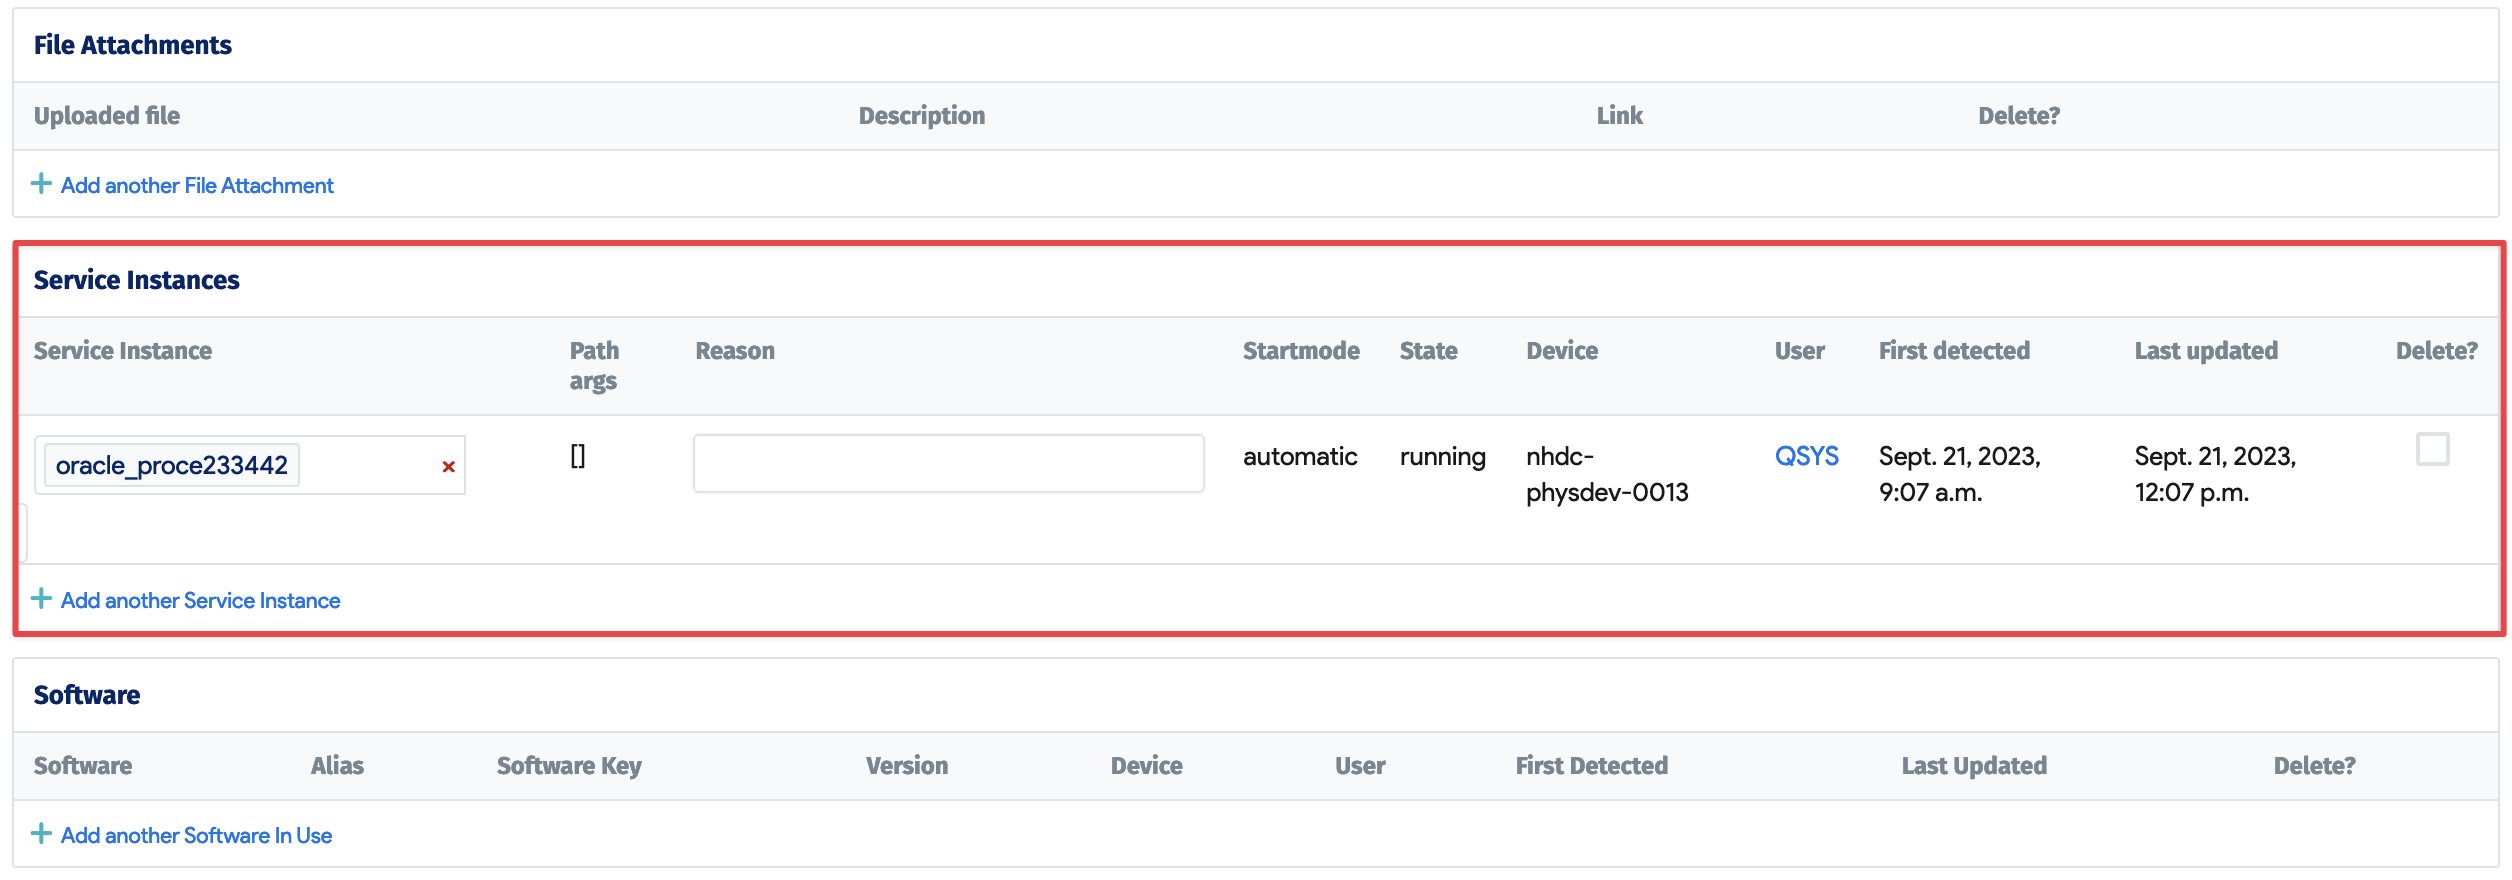 File Attachments
Uploaded file Description Link Delete?
+ Add another File Attachment
Service Instances
Service Instance Path args Reason Startmode State Device User First detected Last updated Delete?
oracle_proce233442 × [] automatic running nhdc- QSYS Sept. 21, 2023, Sept. 21, 2023,
physdev-0013 9:07 a.m. 12:07 p.m.
+ Add another Service Instance
Software
Software Alias Software Key Version Device User First Detected Last Updated Delete?
+ Add another Software In Use